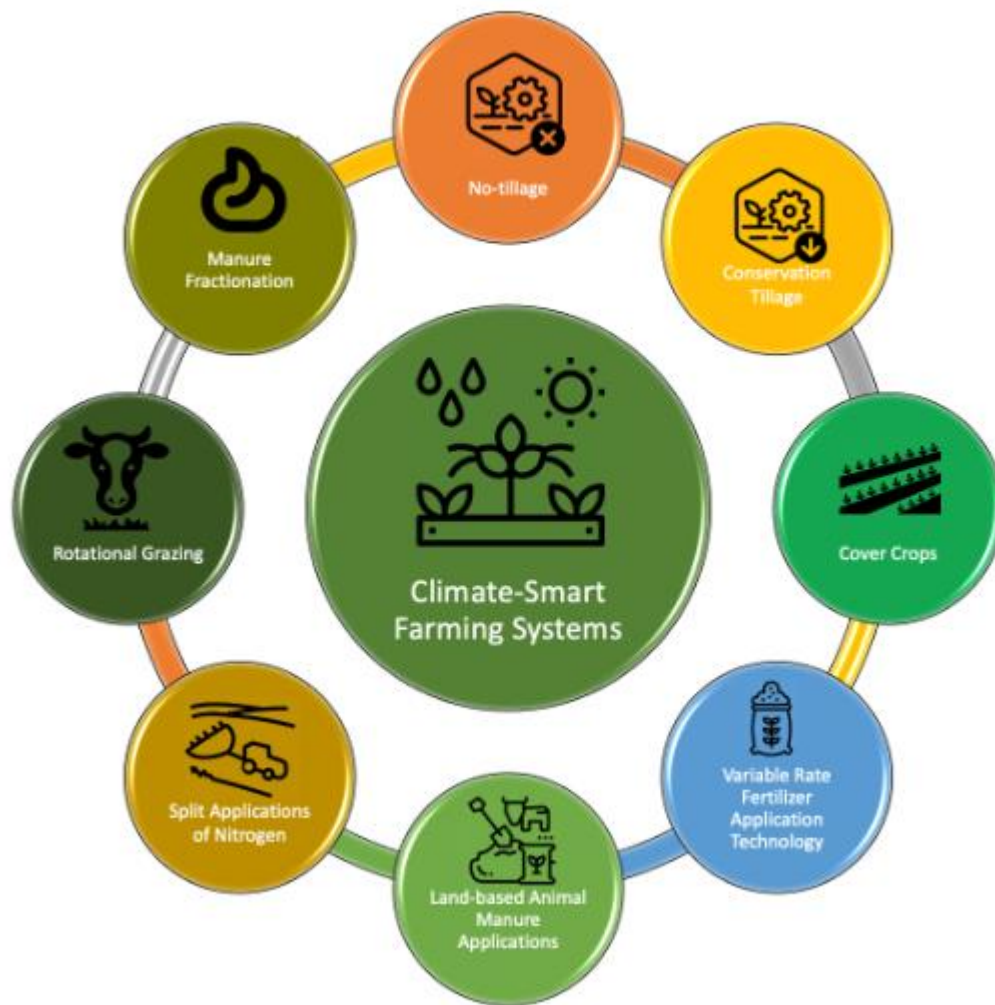 No-tillage
Conservation
Tillage
Cover Crops
Variable Rate
Fertilizer
Application
Technology
Land-based Animal
Manure
Applications
Split Applications
of Nitrogen
Rotational Grazing
Manure
Fractionation
Climate-Smart
Farming Systems